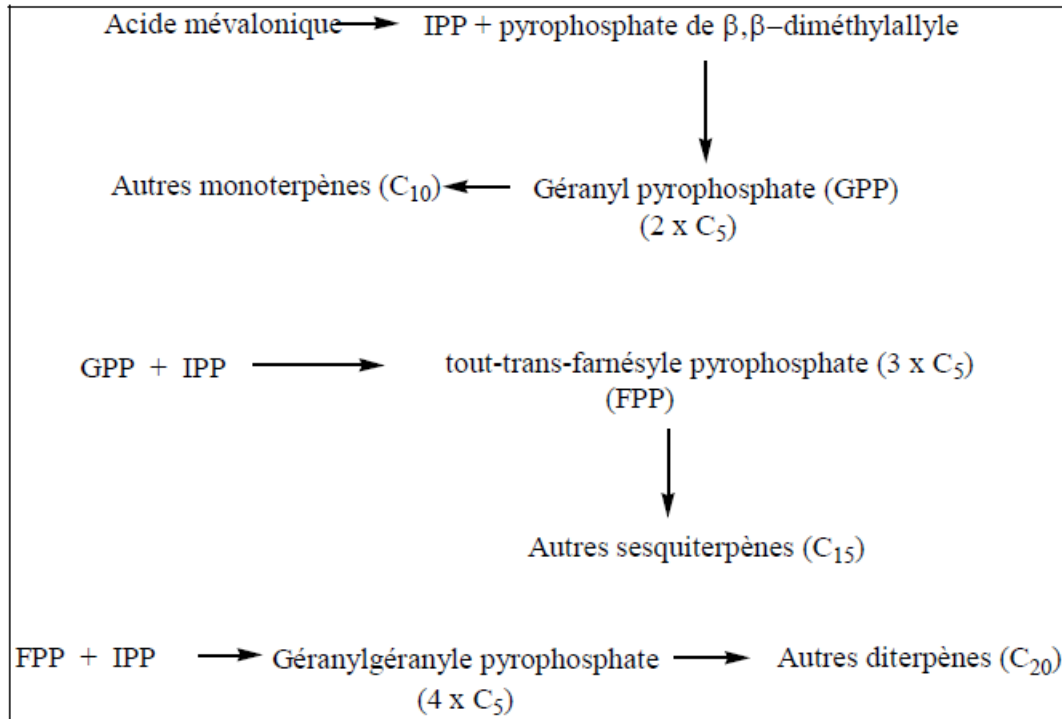 Acide mévalonique IPP + pyrophosphate de β,β–diméthylallyle
Autres monoterpènes (C10) Géranyl pyrophosphate (GPP)
(2 x C5)
GPP + IPP tout-trans-farnésyle pyrophosphate (3 x C5)
(FPP)
Autres sesquiterpènes (C15)
FPP + IPP Géranylgéranyle pyrophosphate Autres diterpènes (C20)
(4 x C5)